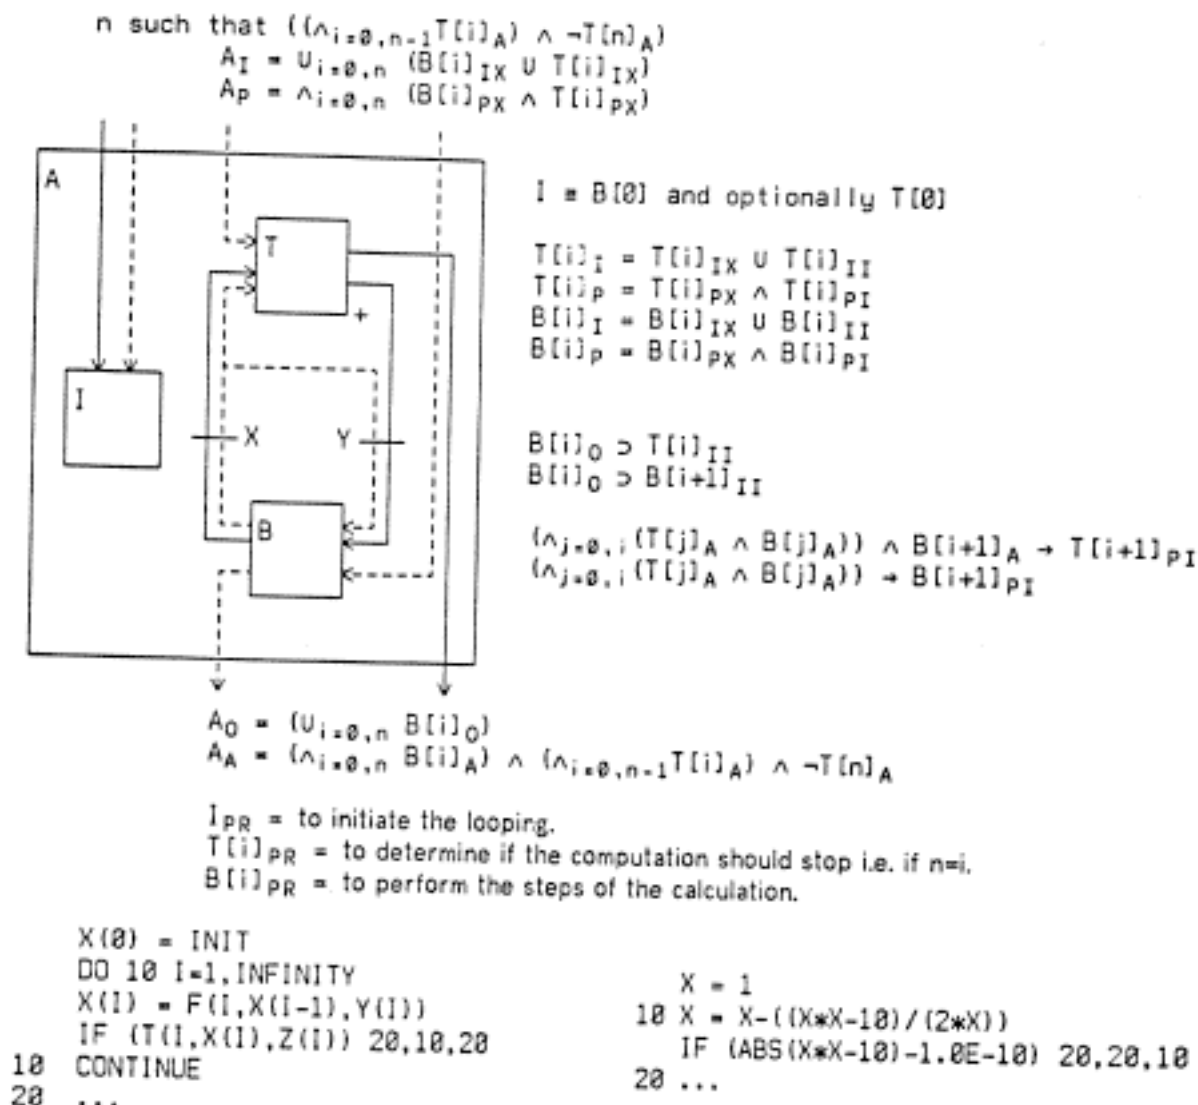 n such that ((∧i=0,n-1T[i]A) ∧ ¬T[n]A)
AI = Ui=0,n (B[i]IX U T[i]IX)
AP = ∧i=0,n (B[i]PX ∧ T[i]PX)
A
T
+
I
X
Y
B
I ≡ B[0] and optionally T[0]
T[i]I = T[i]IX U T[i]II
T[i]P = T[i]PX ∧ T[i]PI
B[i]I = B[i]IX U B[i]II
B[i]P = B[i]PX ∧ B[i]PI
B[i]O ⊃ T[i]II
B[i]O ⊃ B[i+1]II
(∧j=0,i(T[j]A ∧ B[j]A)) ∧ B[i+1]A → T[i+1]PI
(∧j=0,i(T[j]A ∧ B[j]A)) → B[i+1]PI
AO = (Ui=0,n B[i]O)
AA = (∧i=0,n B[i]A) ∧ (∧i=0,n-1T[i]A) ∧ ¬T[n]A
IPR = to initiate the looping.
T[i]PR = to determine if the computation should stop i.e. if n=i.
B[i]PR = to perform the steps of the calculation.
X(0) = INIT
DO 10 I=1,INFINITY
X(I) = F(I,X(I-1),Y(I))
IF (T(I,X(I),Z(I)) 20,10,20
10 CONTINUE
20 ...
X = 1
10 X = X-((X*X-10)/(2*X))
IF (ABS(X*X-10)-1.0E-10) 20,20,10
20 ...